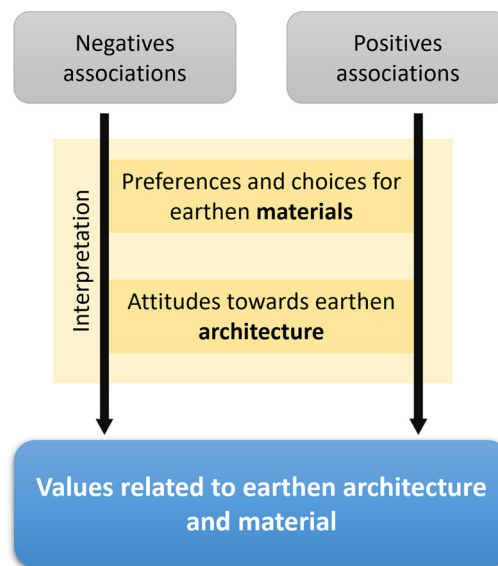 Negatives
associations
Positives
associations
Interpretation
Preferences and choices for
earthen materials
Attitudes towards earthen
architecture
Values related to earthen architecture
and material